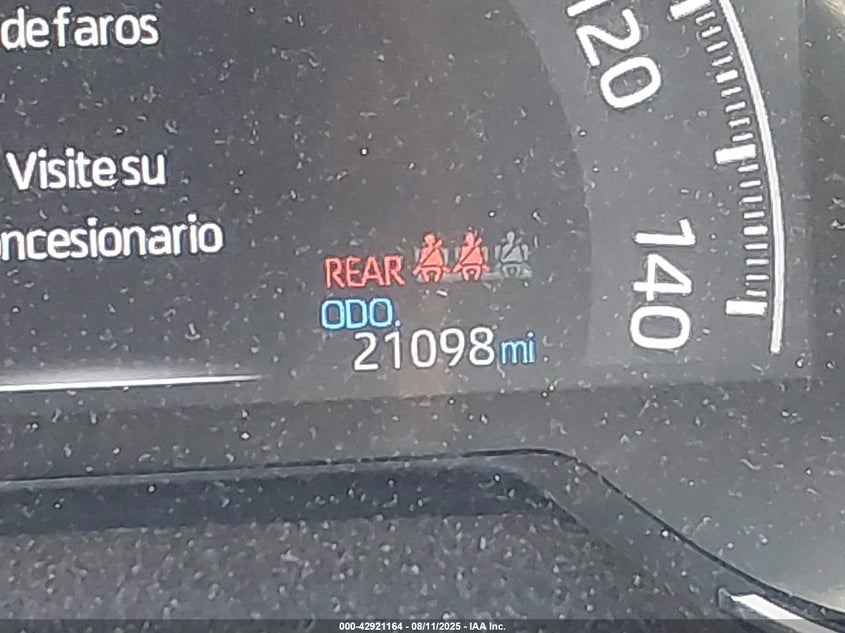 de faros
120
Visite su
ncesionario
140
REAR
ODO.
21098 mi
000-42921164 - 08/11/2025 - IAA Inc.